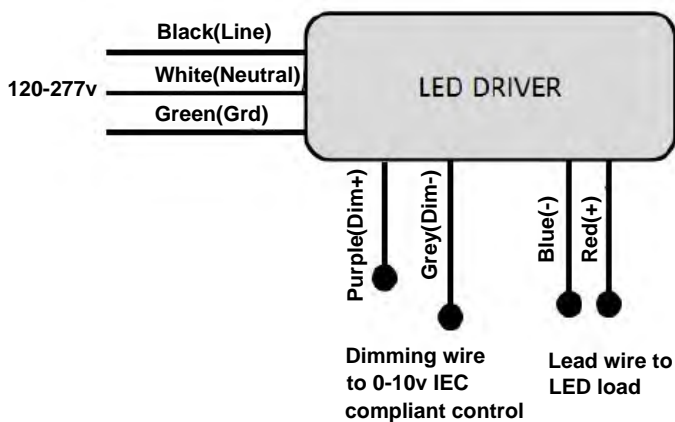 Black(Line)
120-277v
White(Neutral)
Green(Grd)
LED DRIVER
Purple(Dim+)
Grey(Dim-)
Blue(-)
Red(+)
Dimming wire
to 0-10v IEC
compliant control
Lead wire to
LED load